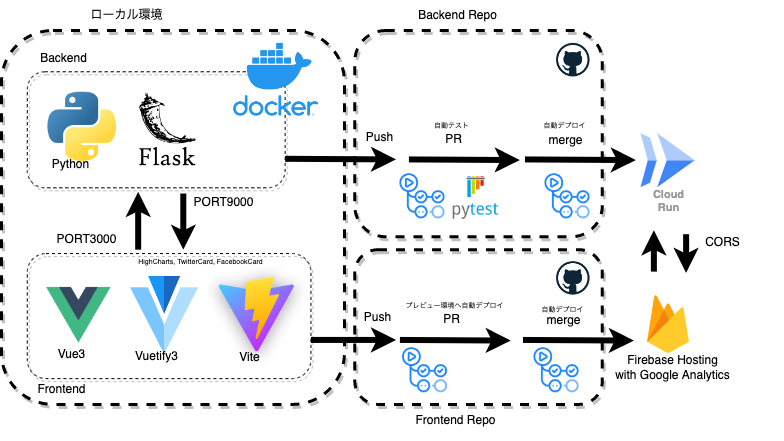 ローカル環境
Backend
docker
Python
Flask
PORT9000
PORT3000
HighCharts, TwitterCard, FacebookCard
Vue3
Vuetify3
Vite
Frontend
Backend Repo
Push
自動テスト
PR
pytest
自動デプロイ
merge
Cloud
Run
CORS
Push
プレビュー環境へ自動デプロイ
PR
自動デプロイ
merge
Frontend Repo
Firebase Hosting
with Google Analytics